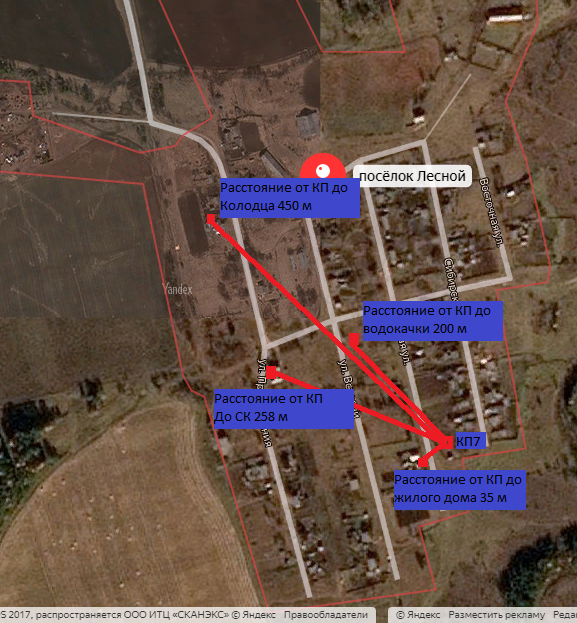 посёлок Лесной
Расстояние от КП до
Колодца 450 м
Восточная ул.
Yandex
Расстояние от КП до
водокачки 200 м
Расстояние от КП
До СК 258 м
КП7
Расстояние от КП до
жилого дома 35 м
S 2017, распространяется ООО ИТЦ «СКАНЭКС» © Яндекс Правообладатели
© Яндекс Разместить рекламу